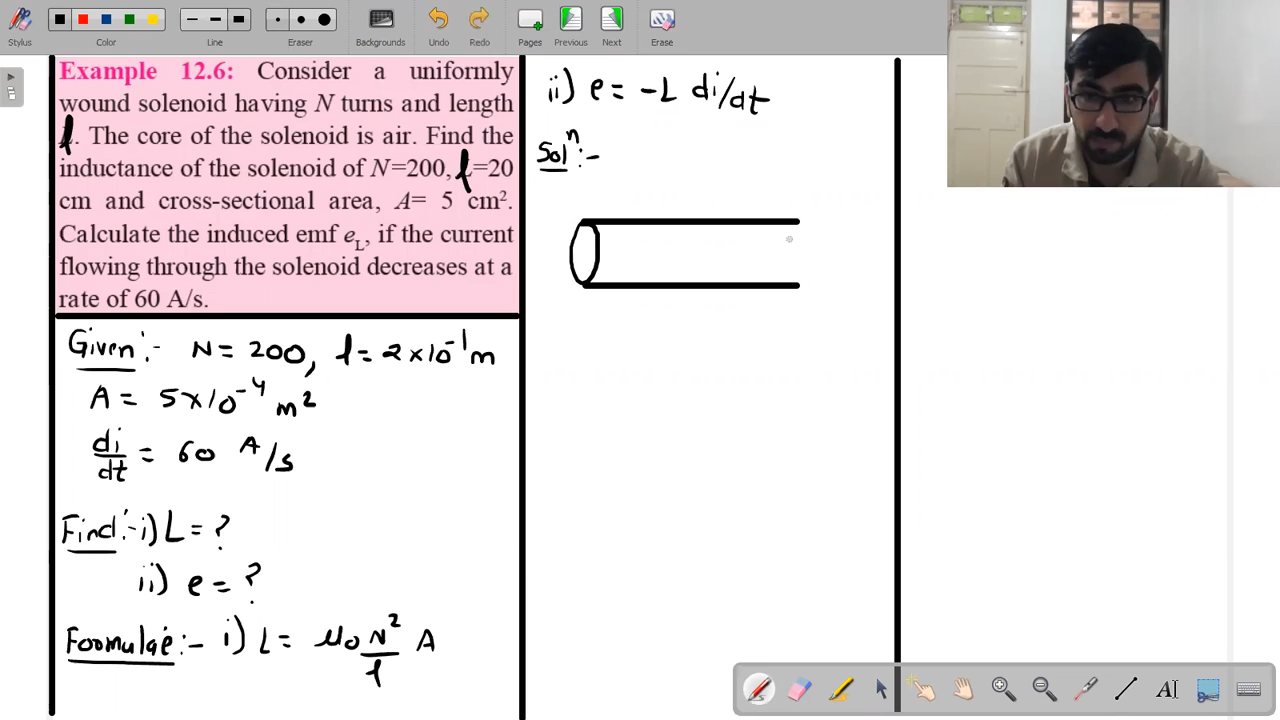 Stylus
Color
Line
Eraser
Backgrounds
Undo
Redo
Pages
Previous
Next
Erase
Example 12.6: Consider a uniformly
wound solenoid having N turns and length
l. The core of the solenoid is air. Find the
inductance of the solenoid of N=200, l=20
cm and cross-sectional area, A= 5 cm².
Calculate the induced emf e_L, if the current
flowing through the solenoid decreases at a
rate of 60 A/s.
Given:- N = 200, l = 2×10⁻¹ m
A = 5×10⁻⁴ m²
di/dt = 60 A/s
Find:- i) L = ?
ii) e = ?
Formulae:- i) L = μ₀ N²/l A
ii) e = -L di/dt
Solⁿ:-
AI